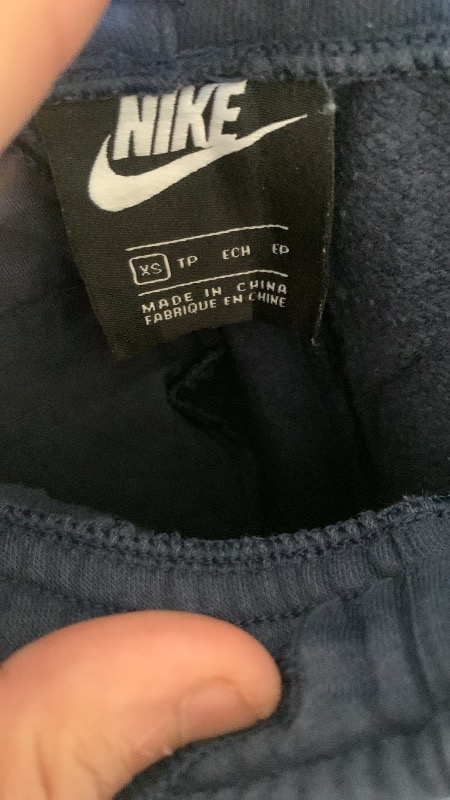 NIKE
XS TP ECH EP
MADE IN CHINA
FABRIQUE EN CHINE